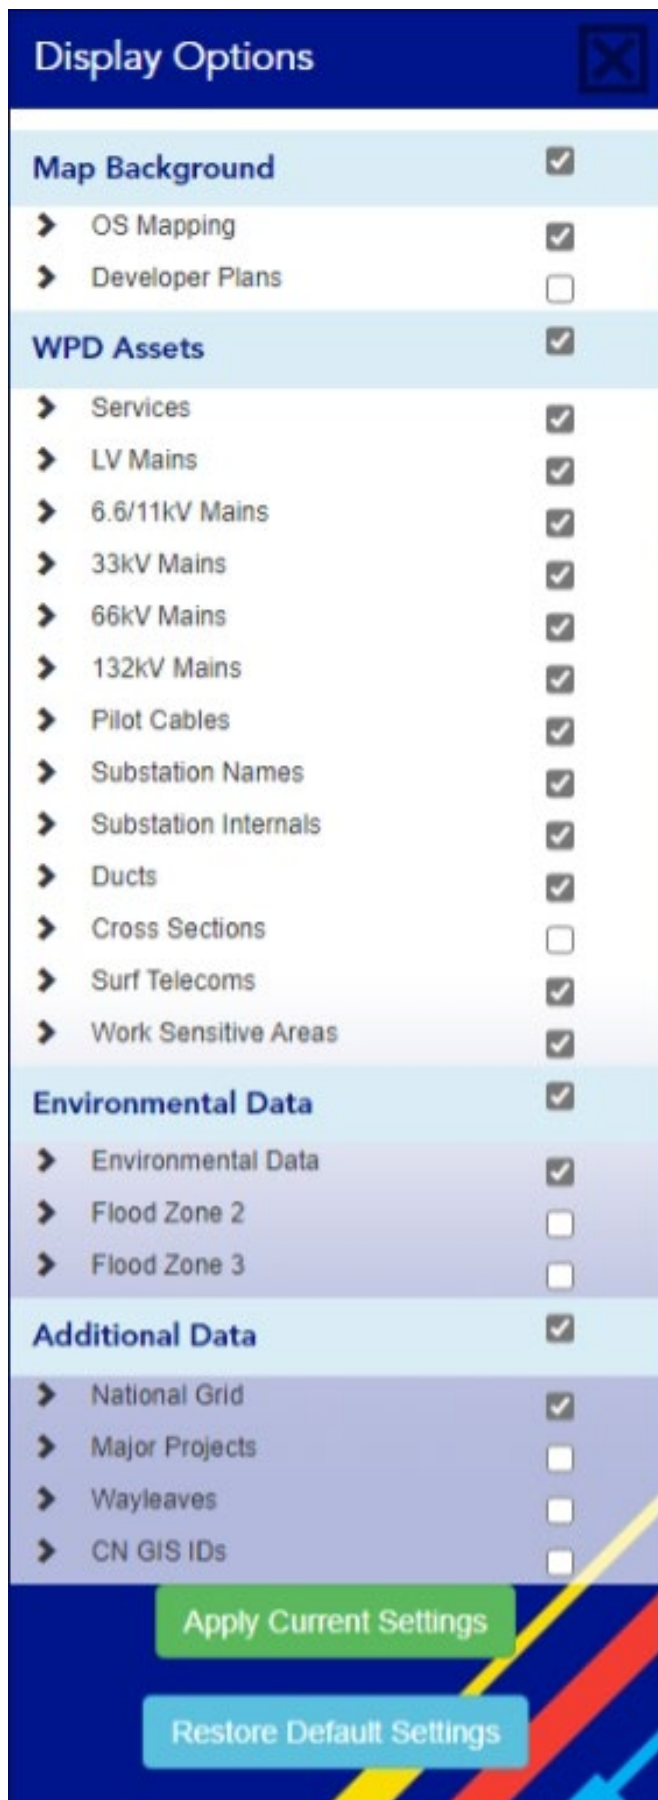 Display Options
Map Background
OS Mapping
Developer Plans
WPD Assets
Services
LV Mains
6.6/11kV Mains
33kV Mains
66kV Mains
132kV Mains
Pilot Cables
Substation Names
Substation Internals
Ducts
Cross Sections
Surf Telecoms
Work Sensitive Areas
Environmental Data
Environmental Data
Flood Zone 2
Flood Zone 3
Additional Data
National Grid
Major Projects
Wayleaves
CN GIS IDs
Apply Current Settings
Restore Default Settings